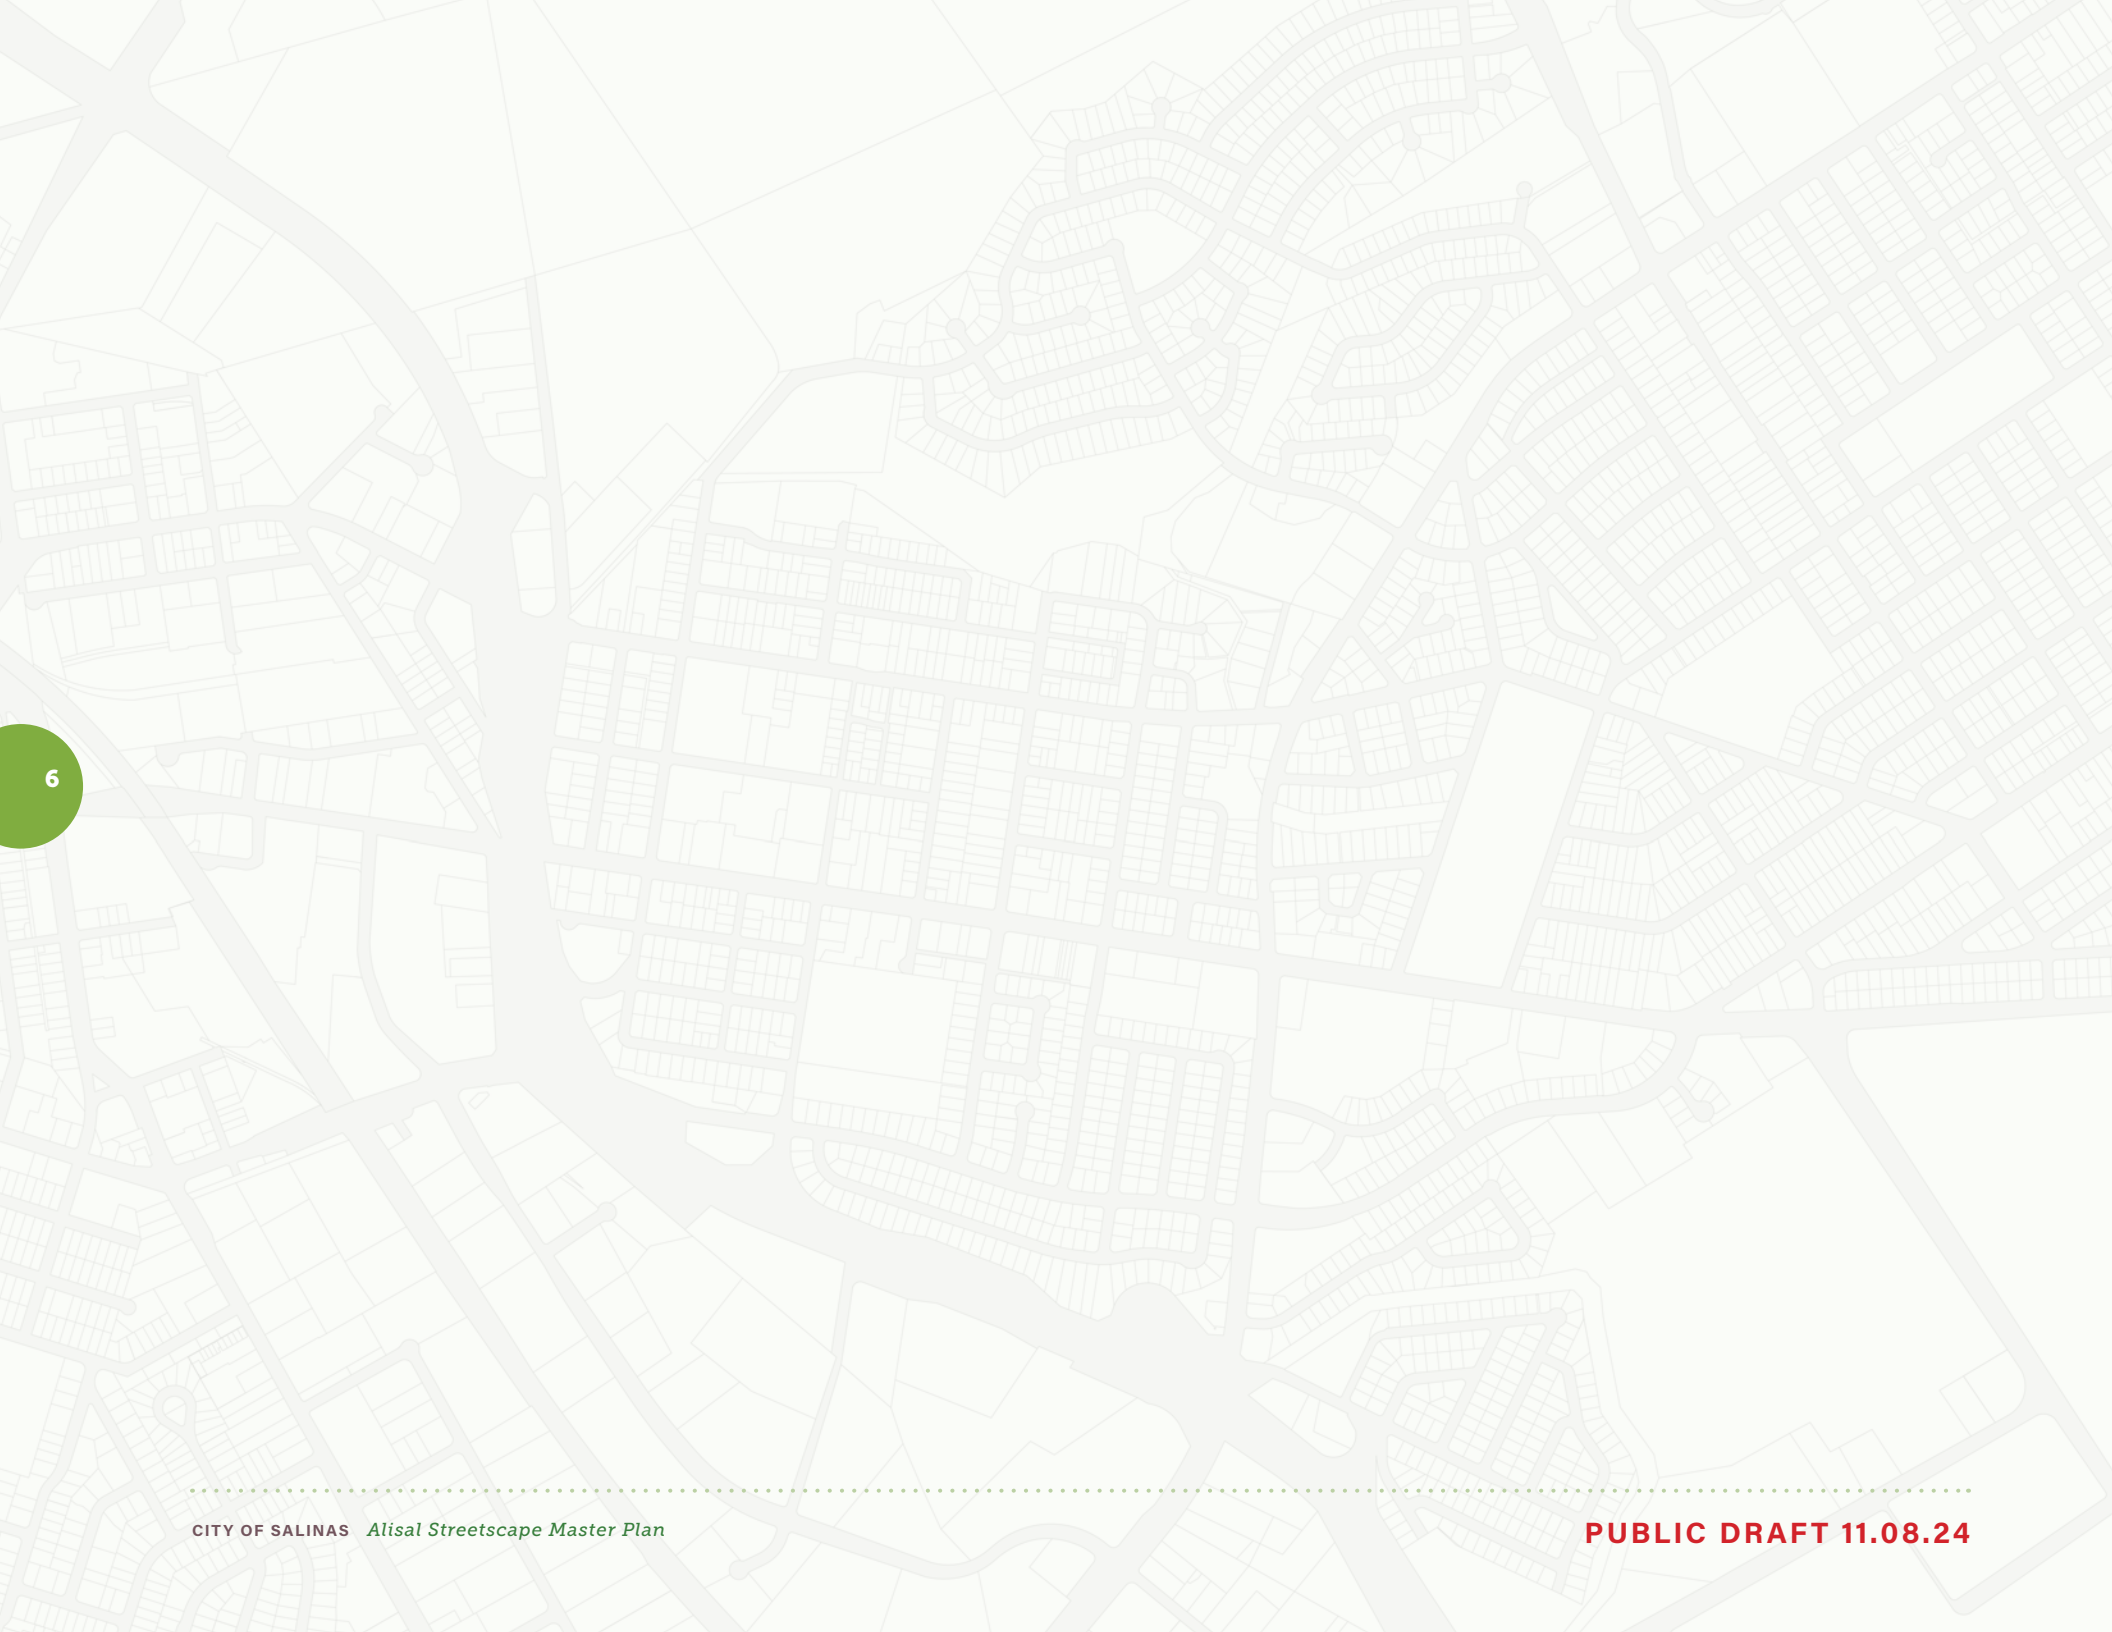 6
CITY OF SALINAS Alisal Streetscape Master Plan
PUBLIC DRAFT 11.08.24